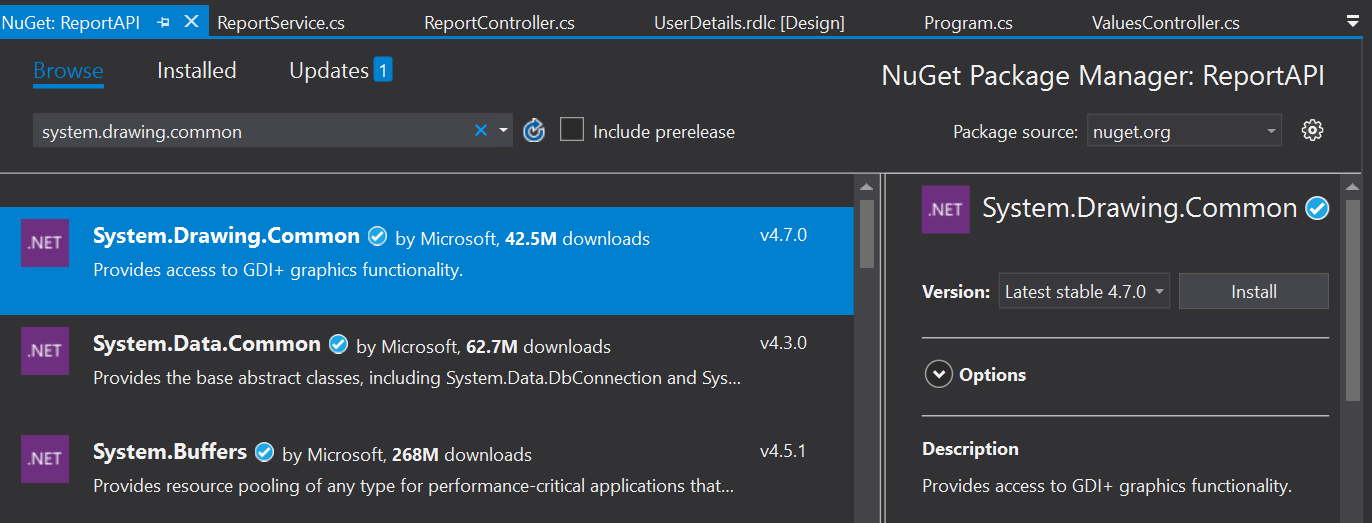 NuGet: ReportAPI ReportService.cs ReportController.cs UserDetails.rdlc [Design] Program.cs ValuesController.cs
Browse Installed Updates 1
NuGet Package Manager: ReportAPI
system.drawing.common Include prerelease Package source: nuget.org
.NET System.Drawing.Common by Microsoft, 42.5M downloads v4.7.0
Provides access to GDI+ graphics functionality.
.NET System.Data.Common by Microsoft, 62.7M downloads v4.3.0
Provides the base abstract classes, including System.Data.DbConnection and Sys...
.NET System.Buffers by Microsoft, 268M downloads v4.5.1
Provides resource pooling of any type for performance-critical applications that...
.NET System.Drawing.Common
Version: Latest stable 4.7.0 Install
Options
Description
Provides access to GDI+ graphics functionality.